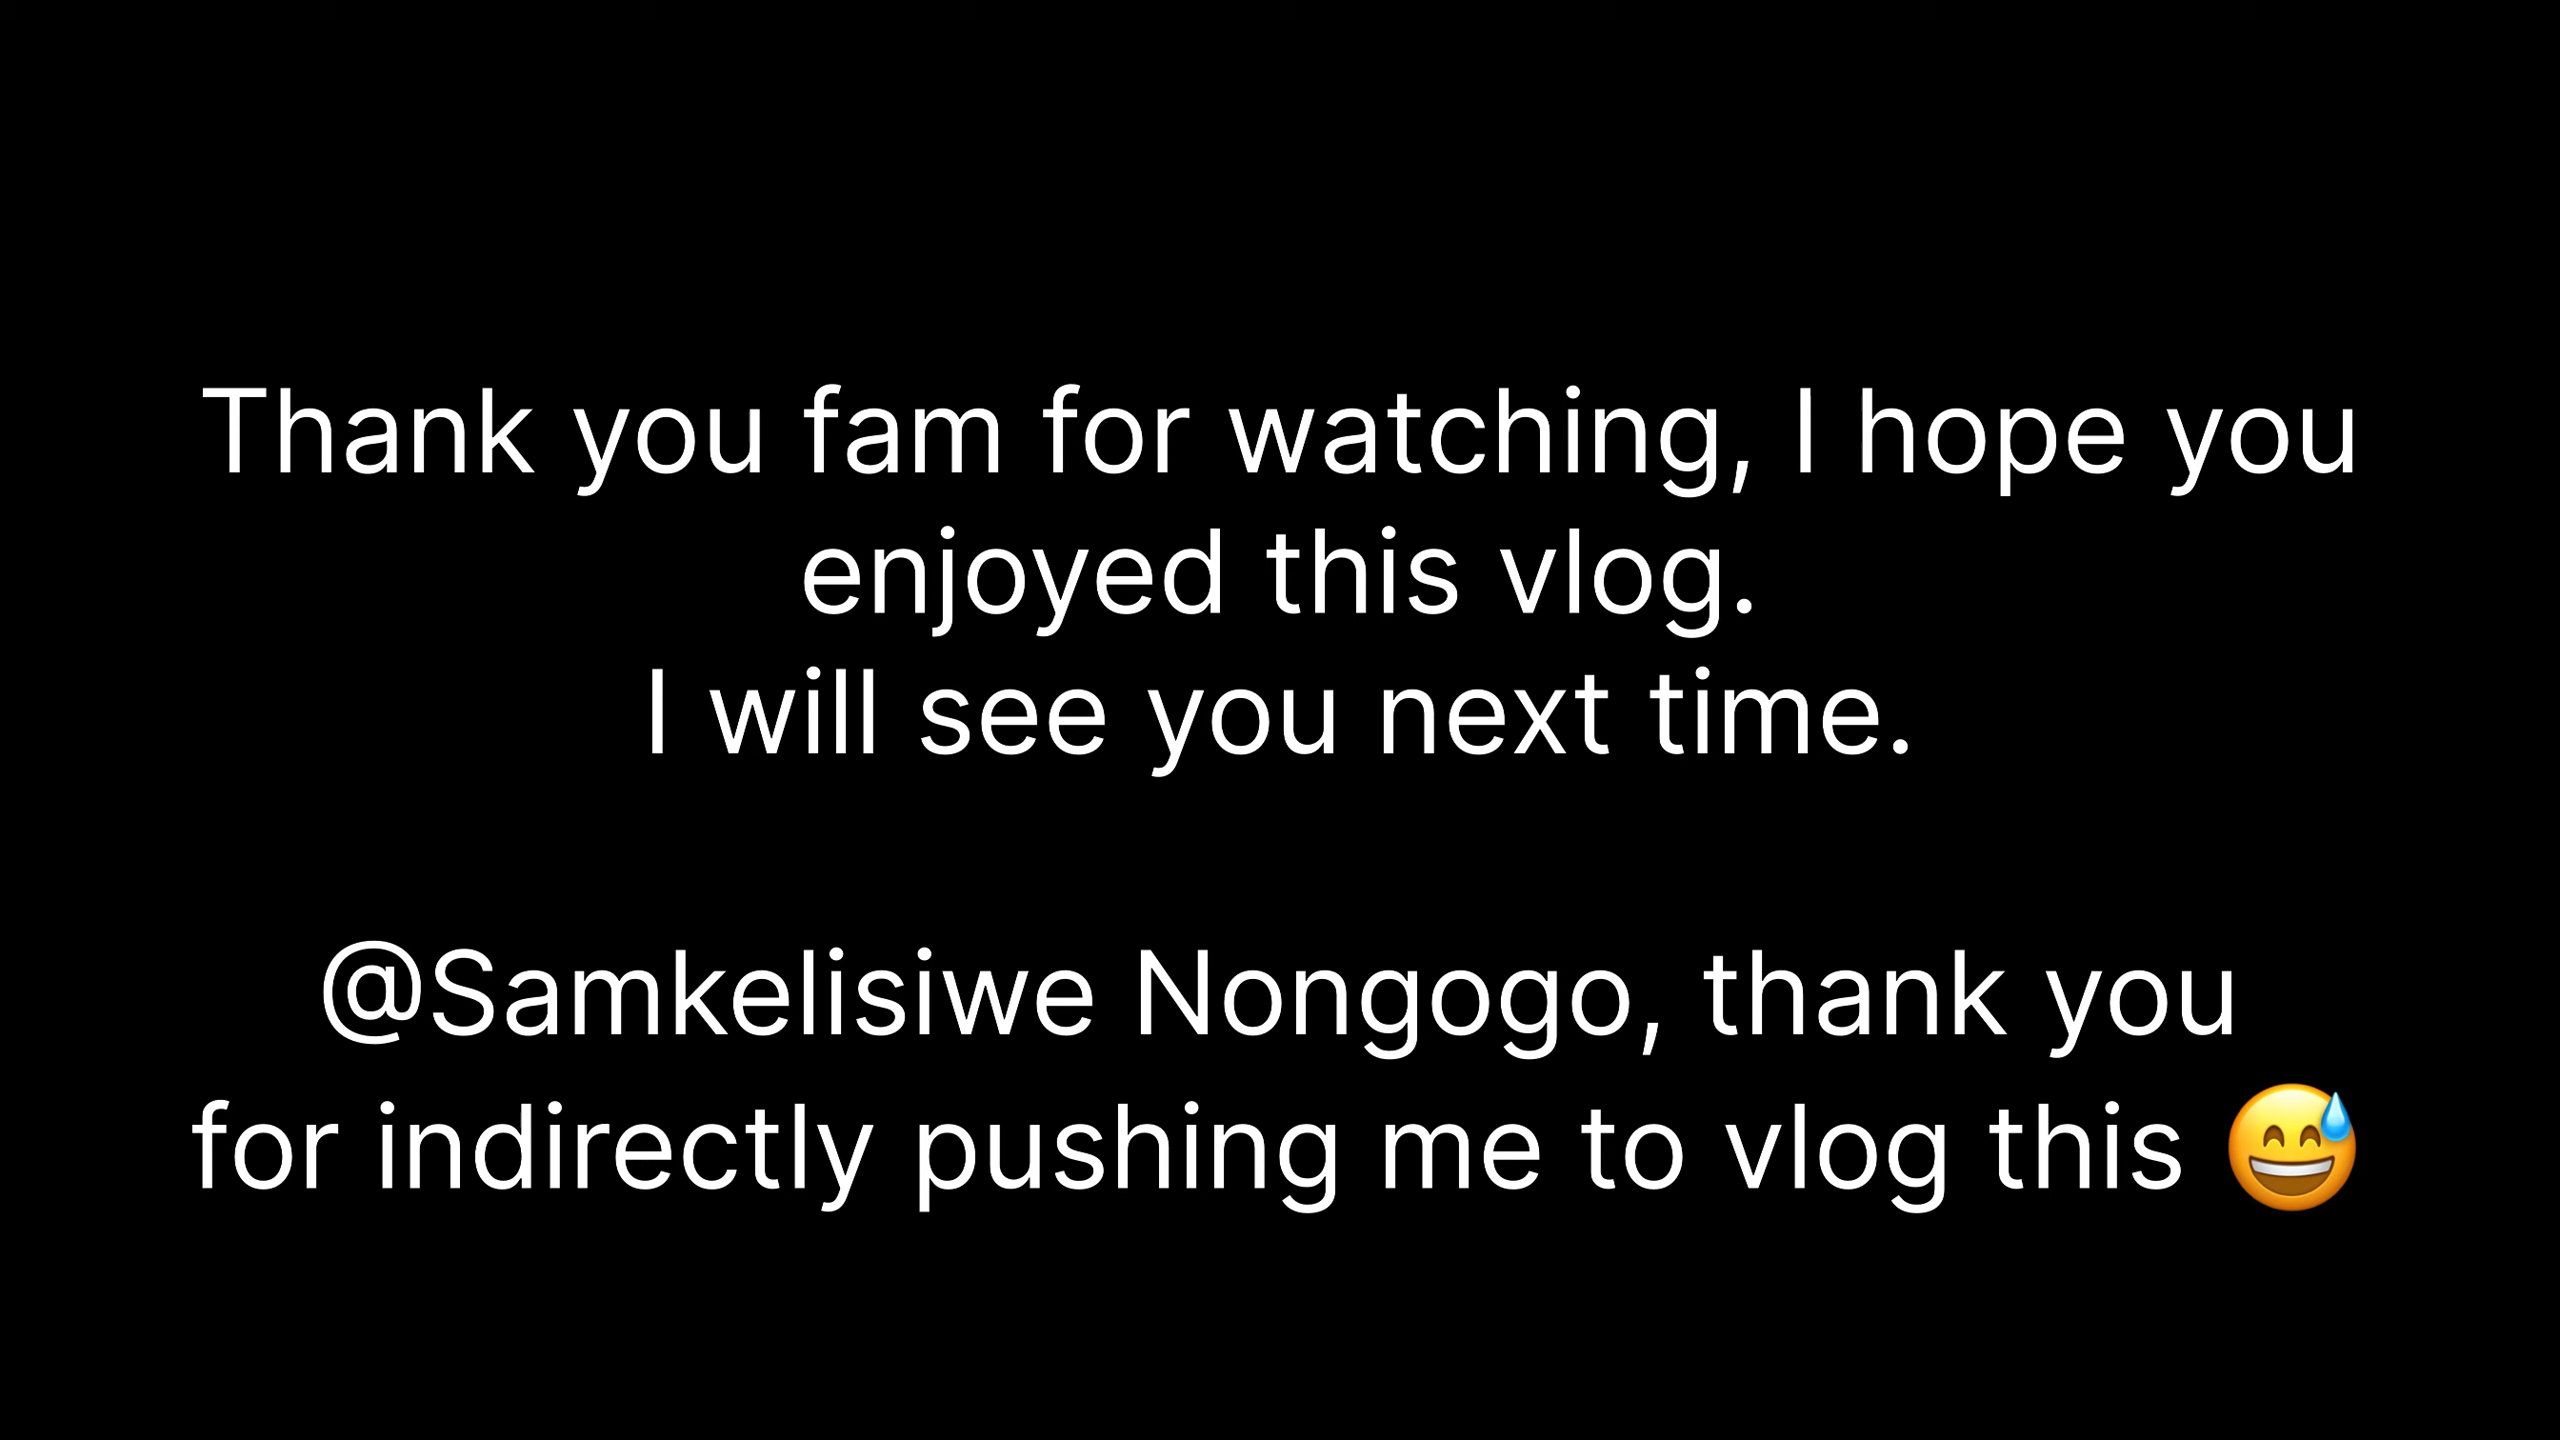 Thank you fam for watching, I hope you
enjoyed this vlog.
I will see you next time.
@Samkelisiwe Nongogo, thank you
for indirectly pushing me to vlog this 😅